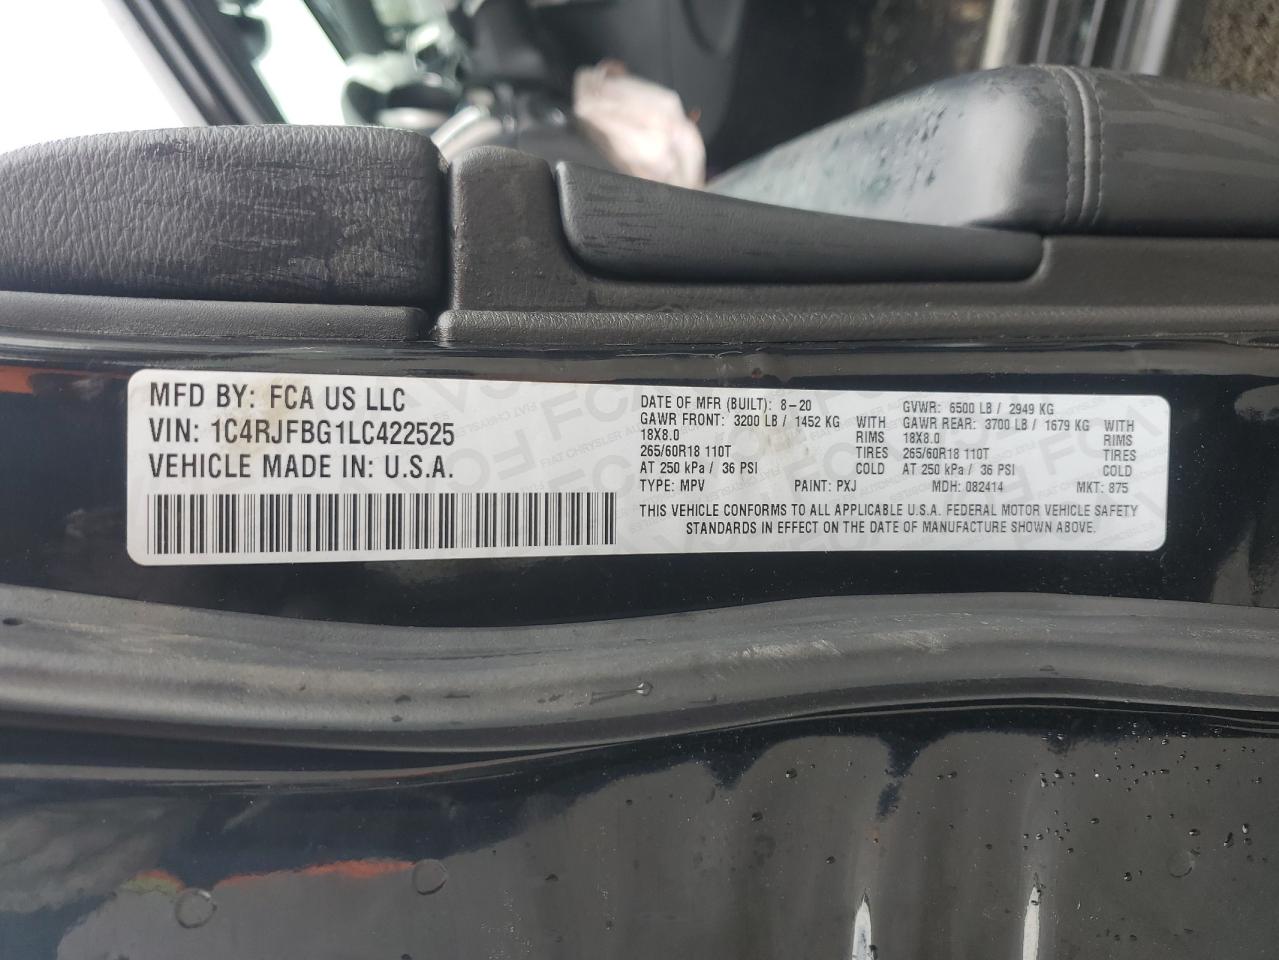 MFD BY: FCA US LLC
VIN: 1C4RJFBG1LC422525
VEHICLE MADE IN: U.S.A.
DATE OF MFR (BUILT): 8-20 GVWR: 6500 LB / 2949 KG
GAWR FRONT: 3200 LB / 1452 KG WITH GAWR REAR: 3700 LB / 1679 KG WITH
18X8.0 RIMS 18X8.0 RIMS
265/60R18 110T TIRES 265/60R18 110T TIRES
AT 250 kPa / 36 PSI COLD AT 250 kPa / 36 PSI COLD
TYPE: MPV PAINT: PXJ MDH: 082414 MKT: 875
THIS VEHICLE CONFORMS TO ALL APPLICABLE U.S.A. FEDERAL MOTOR VEHICLE SAFETY
STANDARDS IN EFFECT ON THE DATE OF MANUFACTURE SHOWN ABOVE.